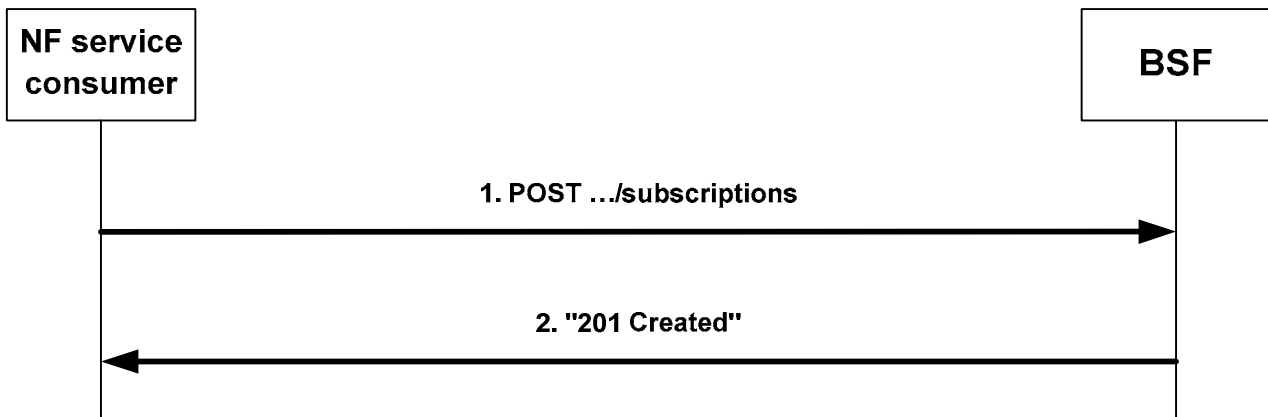 NF service
consumer
BSF
1. POST …/subscriptions
2. "201 Created"